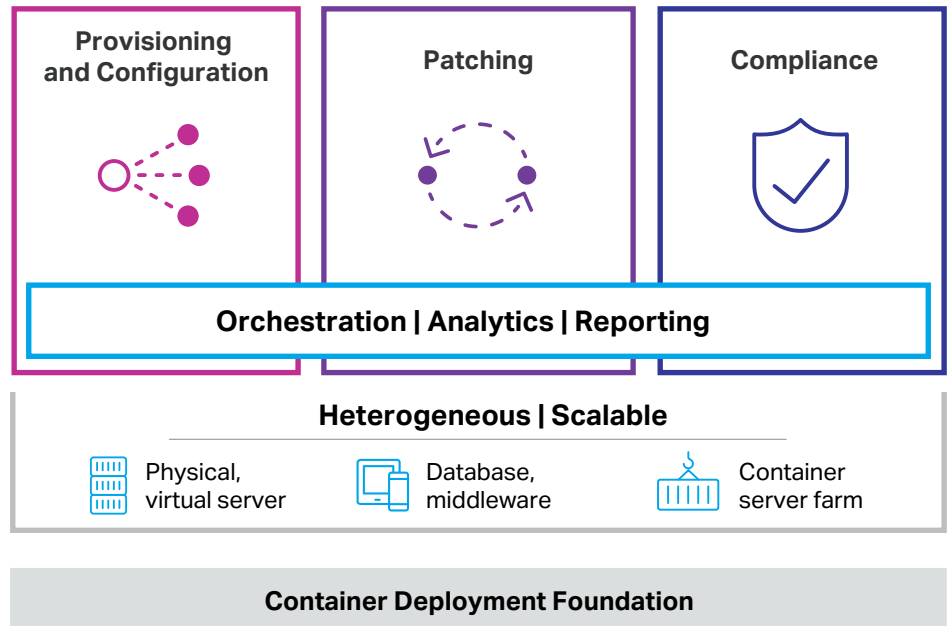 Provisioning
and Configuration
Patching
Compliance
Orchestration | Analytics | Reporting
Heterogeneous | Scalable
Physical,
virtual server
Database,
middleware
Container
server farm
Container Deployment Foundation